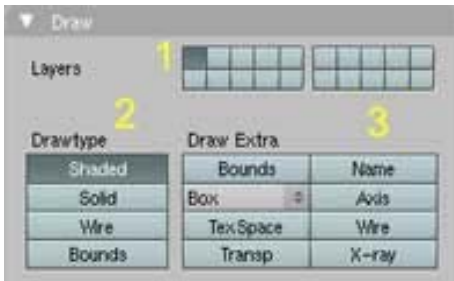 Draw
1
Layers
2
3
Drawtype Draw Extra
Shaded Bounds Name
Solid Box Axis
Wire TexSpace Wire
Bounds Transp X-ray